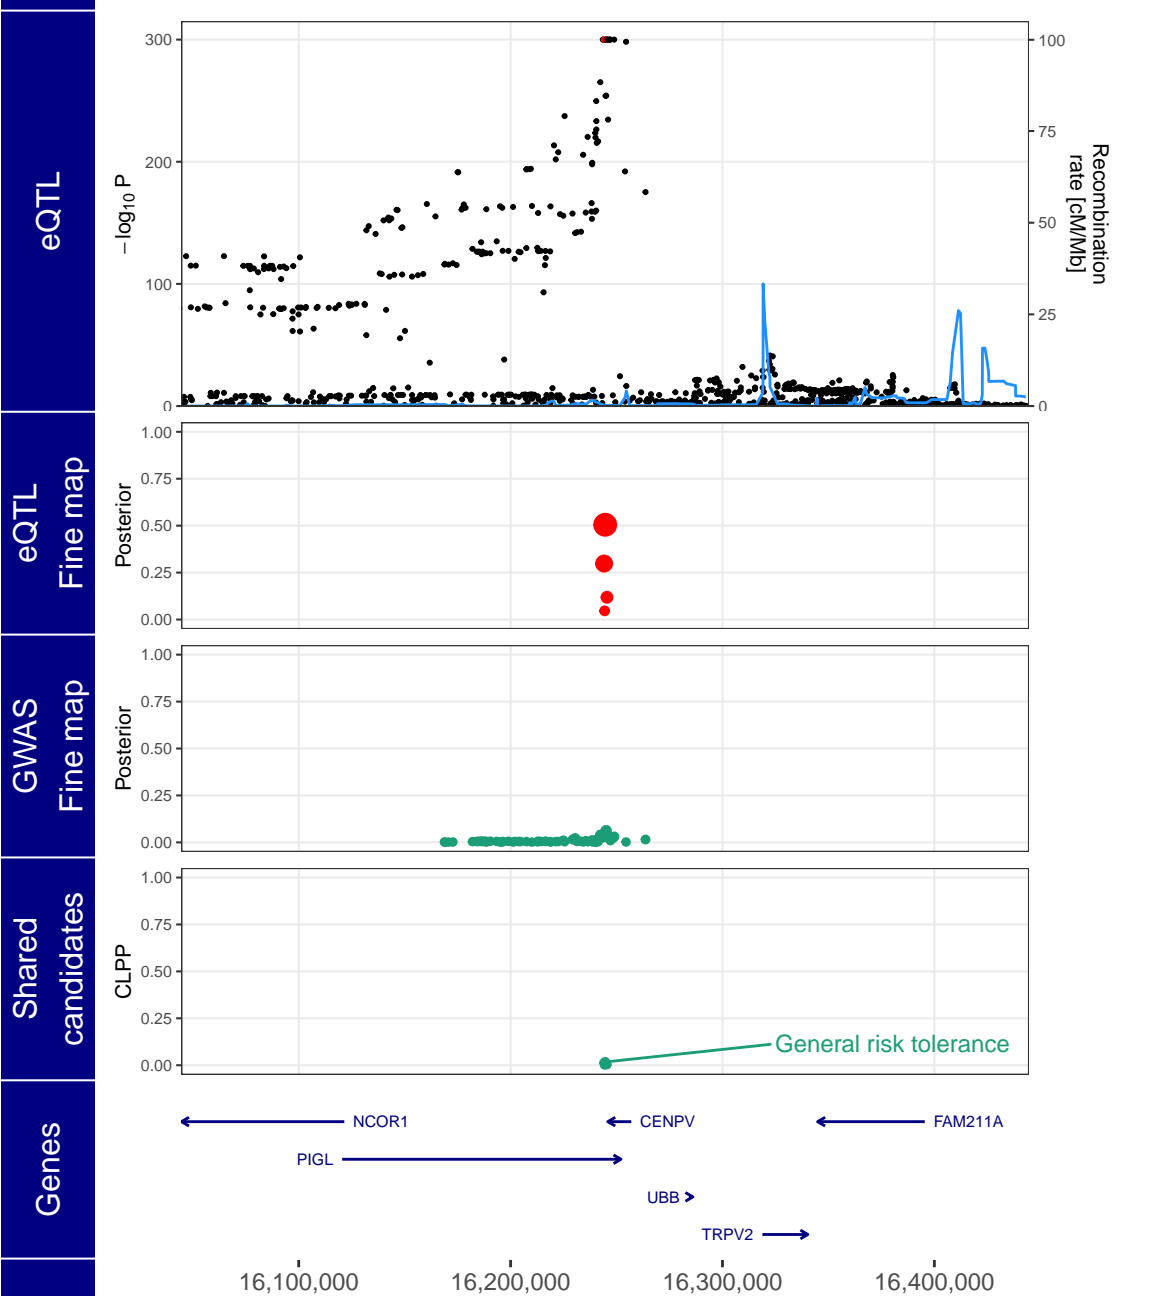 eQTL
−log10 P
300
200
100
0
100
75
50
25
0
Recombination
rate [cM/Mb]
eQTL
Fine map
Posterior
1.00
0.75
0.50
0.25
0.00
GWAS
Fine map
Posterior
1.00
0.75
0.50
0.25
0.00
Shared
candidates
CLPP
1.00
0.75
0.50
0.25
0.00
General risk tolerance
Genes
NCOR1
CENPV
FAM211A
PIGL
UBB
TRPV2
16,100,000
16,200,000
16,300,000
16,400,000